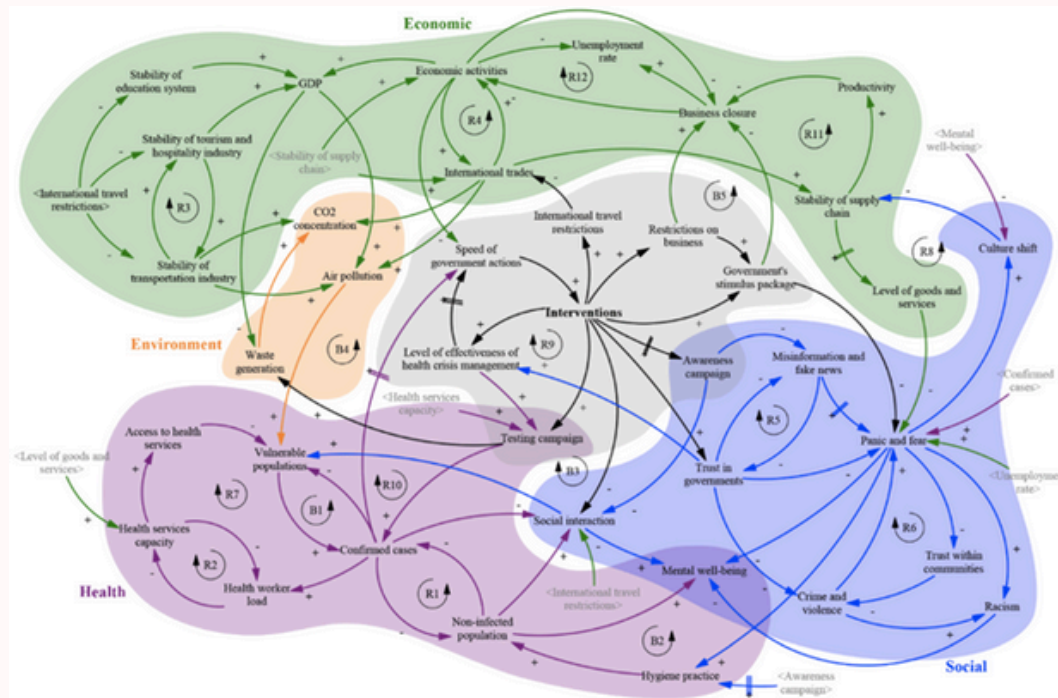 Economic
Stability of
education system
GDP
Economic activities
Unemployment
rate
R12
Business closure
Productivity
R4
R11
Stability of tourism and
hospitality industry
<Stability of supply
chain>
International trades
<Mental
well-being>
<International travel
restrictions>
R3
CO2
concentration
International travel
restrictions
Restrictions on
business
B5
Stability of supply
chain
Stability of
transportation industry
Air pollution
Speed of
government actions
Government's
stimulus package
R8
Culture shift
Level of goods and
services
Interventions
Environment
B4
Waste
generation
Level of effectiveness of
health crisis management
R9
Awareness
campaign
Misinformation and
fake news
<Confirmed
cases>
<Health services
capacity>
R5
Access to health
services
Testing campaign
Panic and fear
Vulnerable
populations
<Level of goods and
services>
B3
Trust in
governments
<Unemployment
rate>
R7
B1
R10
Health services
capacity
Social interaction
R6
Confirmed cases
R2
Trust within
communities
Health
Health worker
load
R1
Mental well-being
<International travel
restrictions>
Crime and
violence
Racism
Non-infected
population
B2
Social
Hygiene practice
<Awareness
campaign>